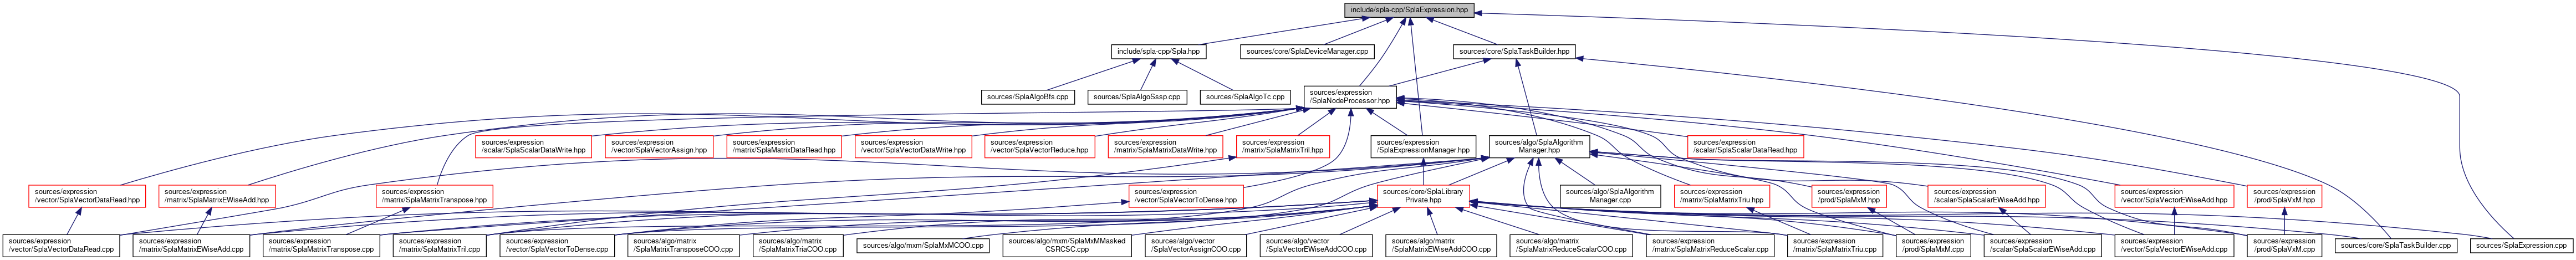 include/spla-cpp/SplaExpression.hpp
include/spla-cpp/Spla.hpp
sources/core/SplaDeviceManager.cpp
sources/core/SplaTaskBuilder.hpp
sources/SplaAlgoBfs.cpp
sources/SplaAlgoSssp.cpp
sources/SplaAlgoTc.cpp
sources/expression
/SplaNodeProcessor.hpp
sources/expression
/scalar/SplaScalarDataWrite.hpp
sources/expression
/vector/SplaVectorAssign.hpp
sources/expression
/matrix/SplaMatrixDataRead.hpp
sources/expression
/vector/SplaVectorDataWrite.hpp
sources/expression
/vector/SplaVectorReduce.hpp
sources/expression
/matrix/SplaMatrixDataWrite.hpp
sources/expression
/matrix/SplaMatrixTril.hpp
sources/expression
/SplaExpressionManager.hpp
sources/algo/SplaAlgorithm
Manager.hpp
sources/expression
/scalar/SplaScalarDataRead.hpp
sources/expression
/vector/SplaVectorDataRead.hpp
sources/expression
/matrix/SplaMatrixEWiseAdd.hpp
sources/expression
/matrix/SplaMatrixTranspose.hpp
sources/expression
/vector/SplaVectorToDense.hpp
sources/core/SplaLibrary
Private.hpp
sources/algo/SplaAlgorithm
Manager.cpp
sources/expression
/matrix/SplaMatrixTriu.hpp
sources/expression
/prod/SplaMxM.hpp
sources/expression
/scalar/SplaScalarEWiseAdd.hpp
sources/expression
/vector/SplaVectorEWiseAdd.hpp
sources/expression
/prod/SplaVxM.hpp
sources/expression
/vector/SplaVectorDataRead.cpp
sources/expression
/matrix/SplaMatrixEWiseAdd.cpp
sources/expression
/matrix/SplaMatrixTranspose.cpp
sources/expression
/matrix/SplaMatrixTril.cpp
sources/expression
/vector/SplaVectorToDense.cpp
sources/algo/matrix
/SplaMatrixTransposeCOO.cpp
sources/algo/matrix
/SplaMatrixTriaCOO.cpp
sources/algo/mxm/SplaMxMCOO.cpp
sources/algo/mxm/SplaMxMMasked
CSRCSC.cpp
sources/algo/vector
/SplaVectorAssignCOO.cpp
sources/algo/vector
/SplaVectorEWiseAddCOO.cpp
sources/algo/matrix
/SplaMatrixEWiseAddCOO.cpp
sources/algo/matrix
/SplaMatrixReduceScalarCOO.cpp
sources/expression
/matrix/SplaMatrixReduceScalar.cpp
sources/expression
/matrix/SplaMatrixTriu.cpp
sources/expression
/prod/SplaMxM.cpp
sources/expression
/scalar/SplaScalarEWiseAdd.cpp
sources/expression
/vector/SplaVectorEWiseAdd.cpp
sources/expression
/prod/SplaVxM.cpp
sources/core/SplaTaskBuilder.cpp
sources/SplaExpression.cpp